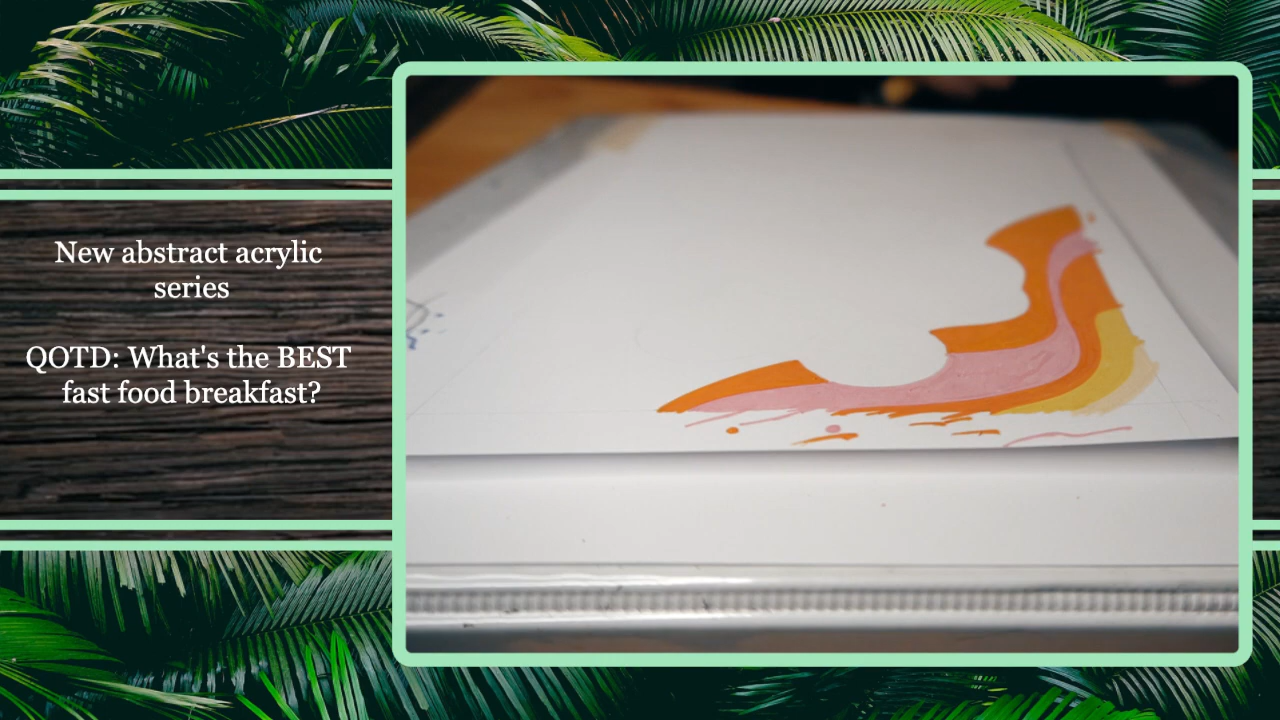 New abstract acrylic
series
QOTD: What's the BEST
fast food breakfast?